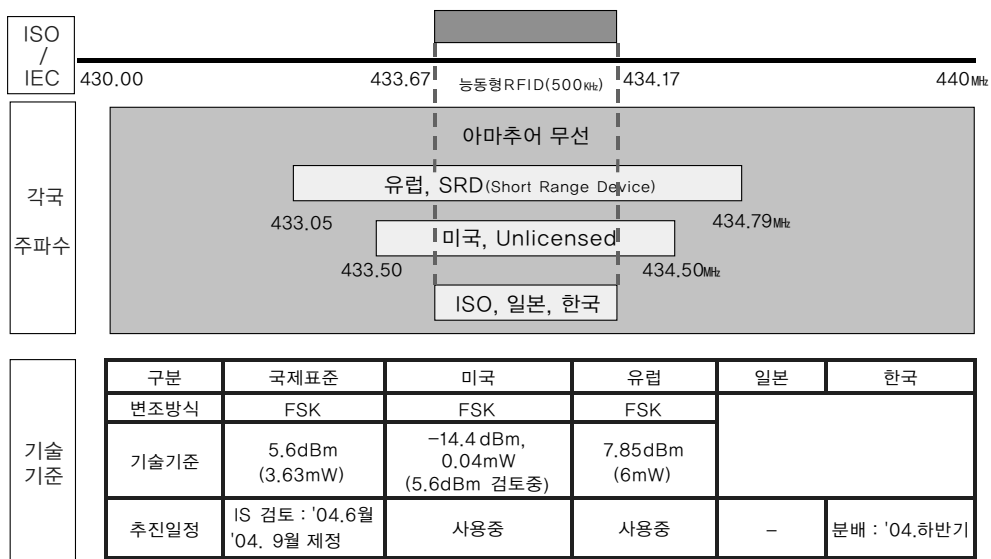 ISO
/
IEC
430.00
433.67
능동형RFID(500㎑)
434.17
440㎒
각국
주파수
아마추어 무선
유럽, SRD(Short Range Device)
433.05
434.79㎒
미국, Unlicensed
433.50
434.50㎒
ISO, 일본, 한국
기술
기준
구분 국제표준 미국 유럽 일본 한국
변조방식 FSK FSK FSK
기술기준 5.6dBm (3.63mW) -14.4 dBm, 0.04mW (5.6dBm 검토중) 7.85dBm (6mW)
추진일정 IS 검토 : '04.6월 '04. 9월 제정 사용중 사용중 - 분배 : '04.하반기